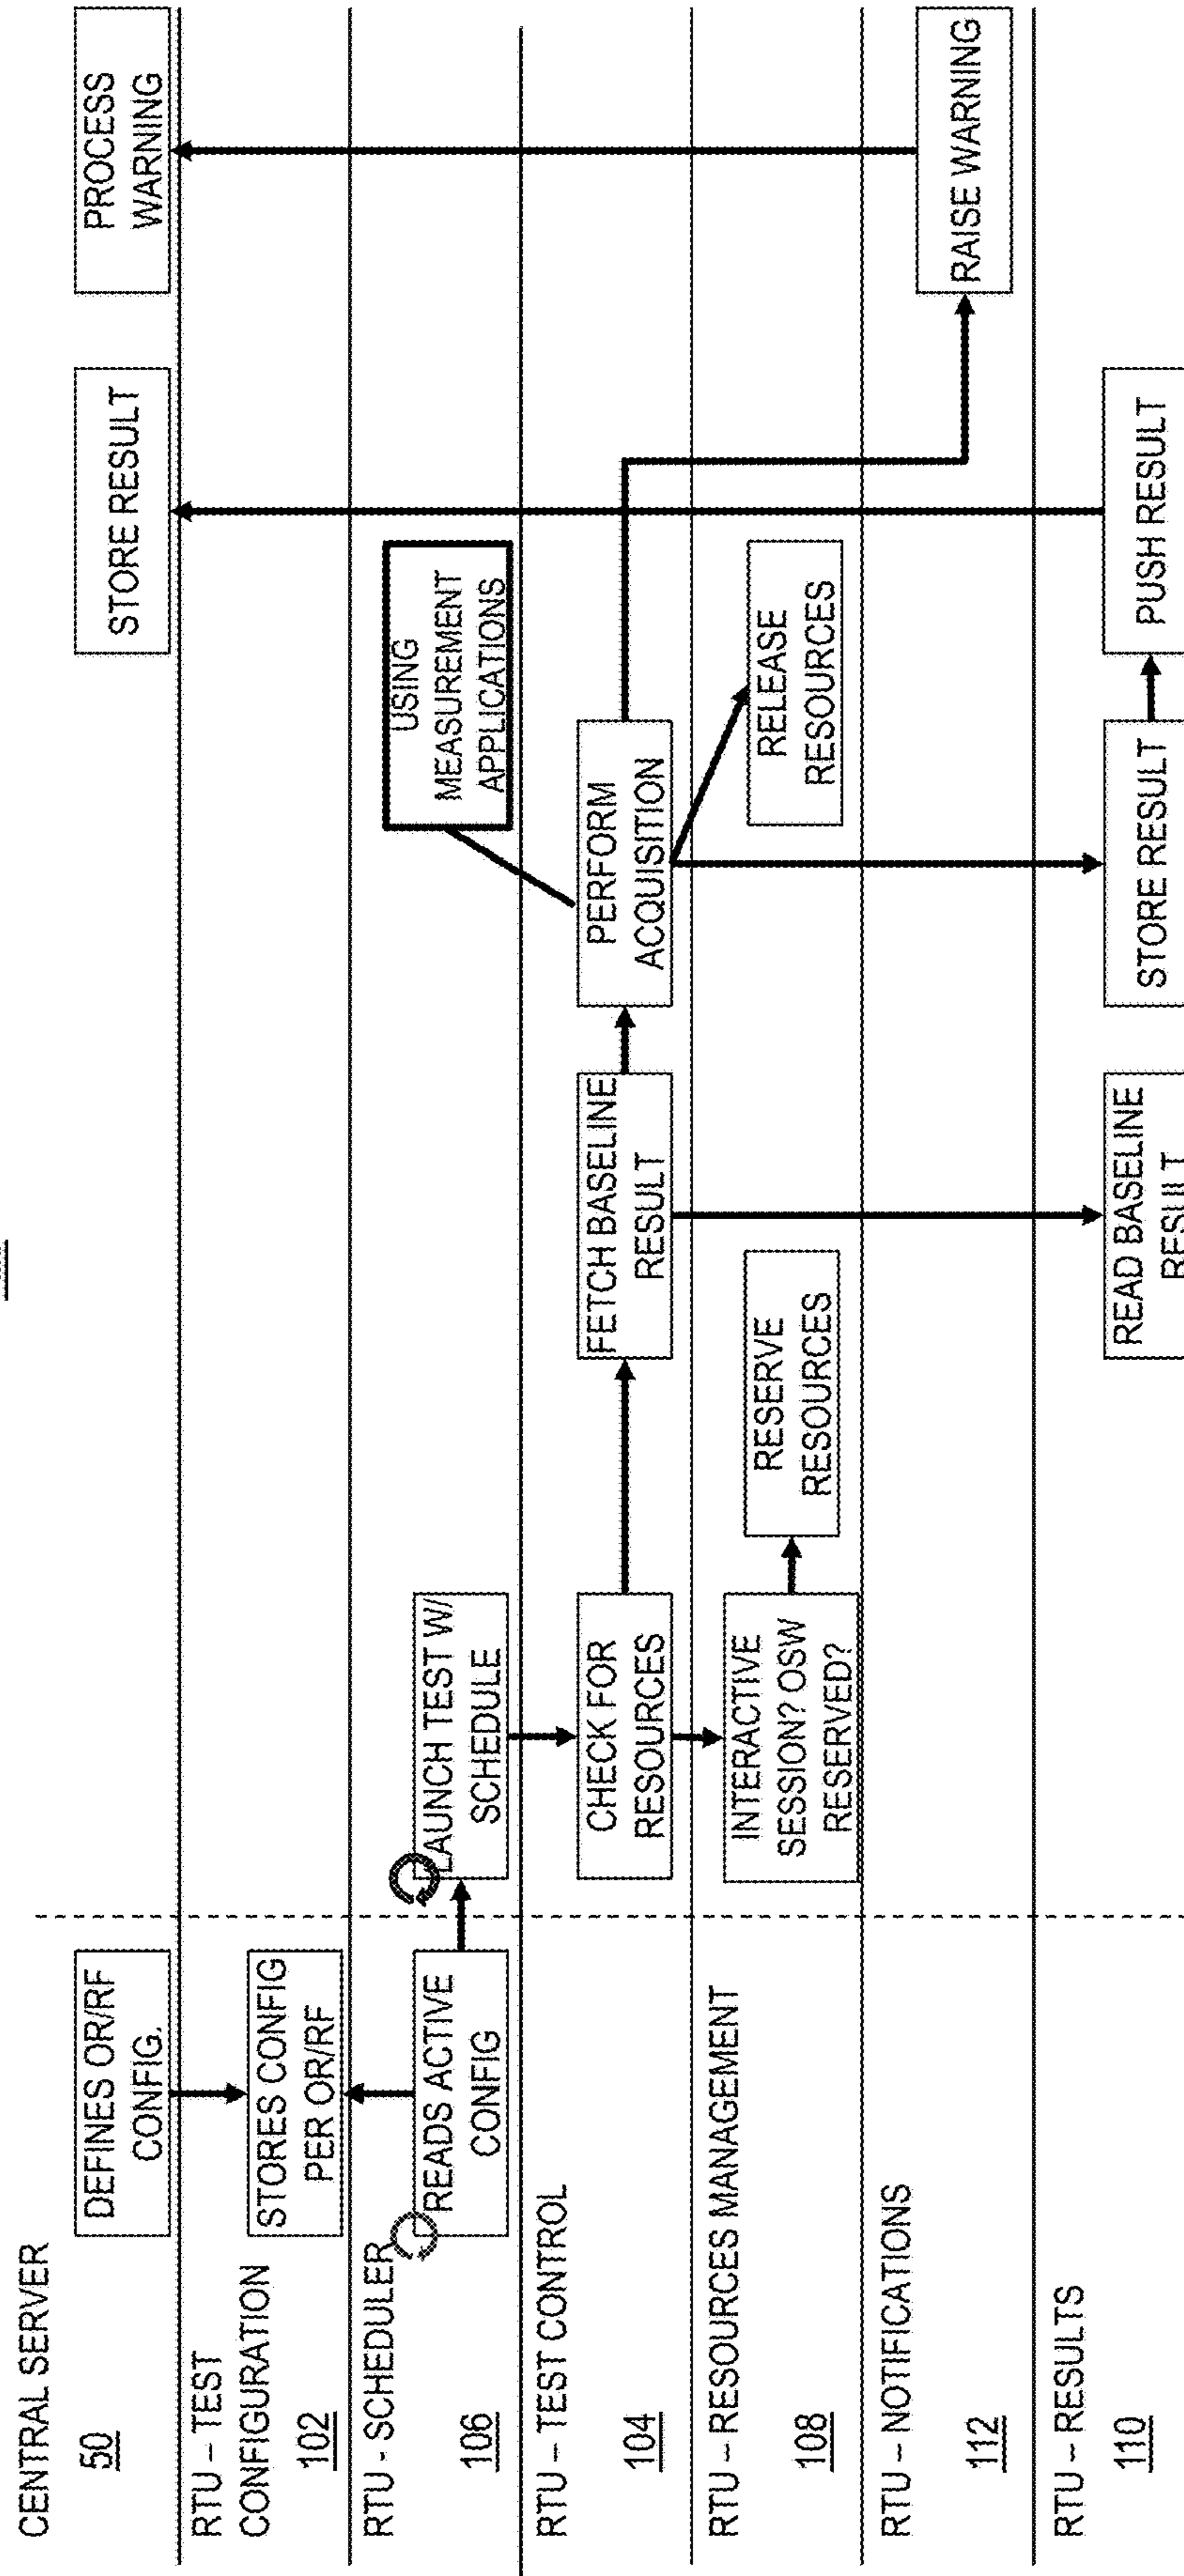 CENTRAL SERVER
50
DEFINES OR/RF
CONFIG.
STORE RESULT
PROCESS
WARNING
RTU – TEST
CONFIGURATION
102
STORES CONFIG
PER OR/RF
RTU - SCHEDULER
106
READS ACTIVE
CONFIG
LAUNCH TEST W/
SCHEDULE
USING
MEASUREMENT
APPLICATIONS
RTU – TEST CONTROL
104
CHECK FOR
RESOURCES
FETCH BASELINE
RESULT
PERFORM
ACQUISITION
RTU – RESOURCES MANAGEMENT
108
INTERACTIVE
SESSION? OSW
RESERVED?
RESERVE
RESOURCES
RELEASE
RESOURCES
RTU – NOTIFICATIONS
112
RAISE WARNING
RTU – RESULTS
110
READ BASELINE
RESULT
STORE RESULT
PUSH RESULT